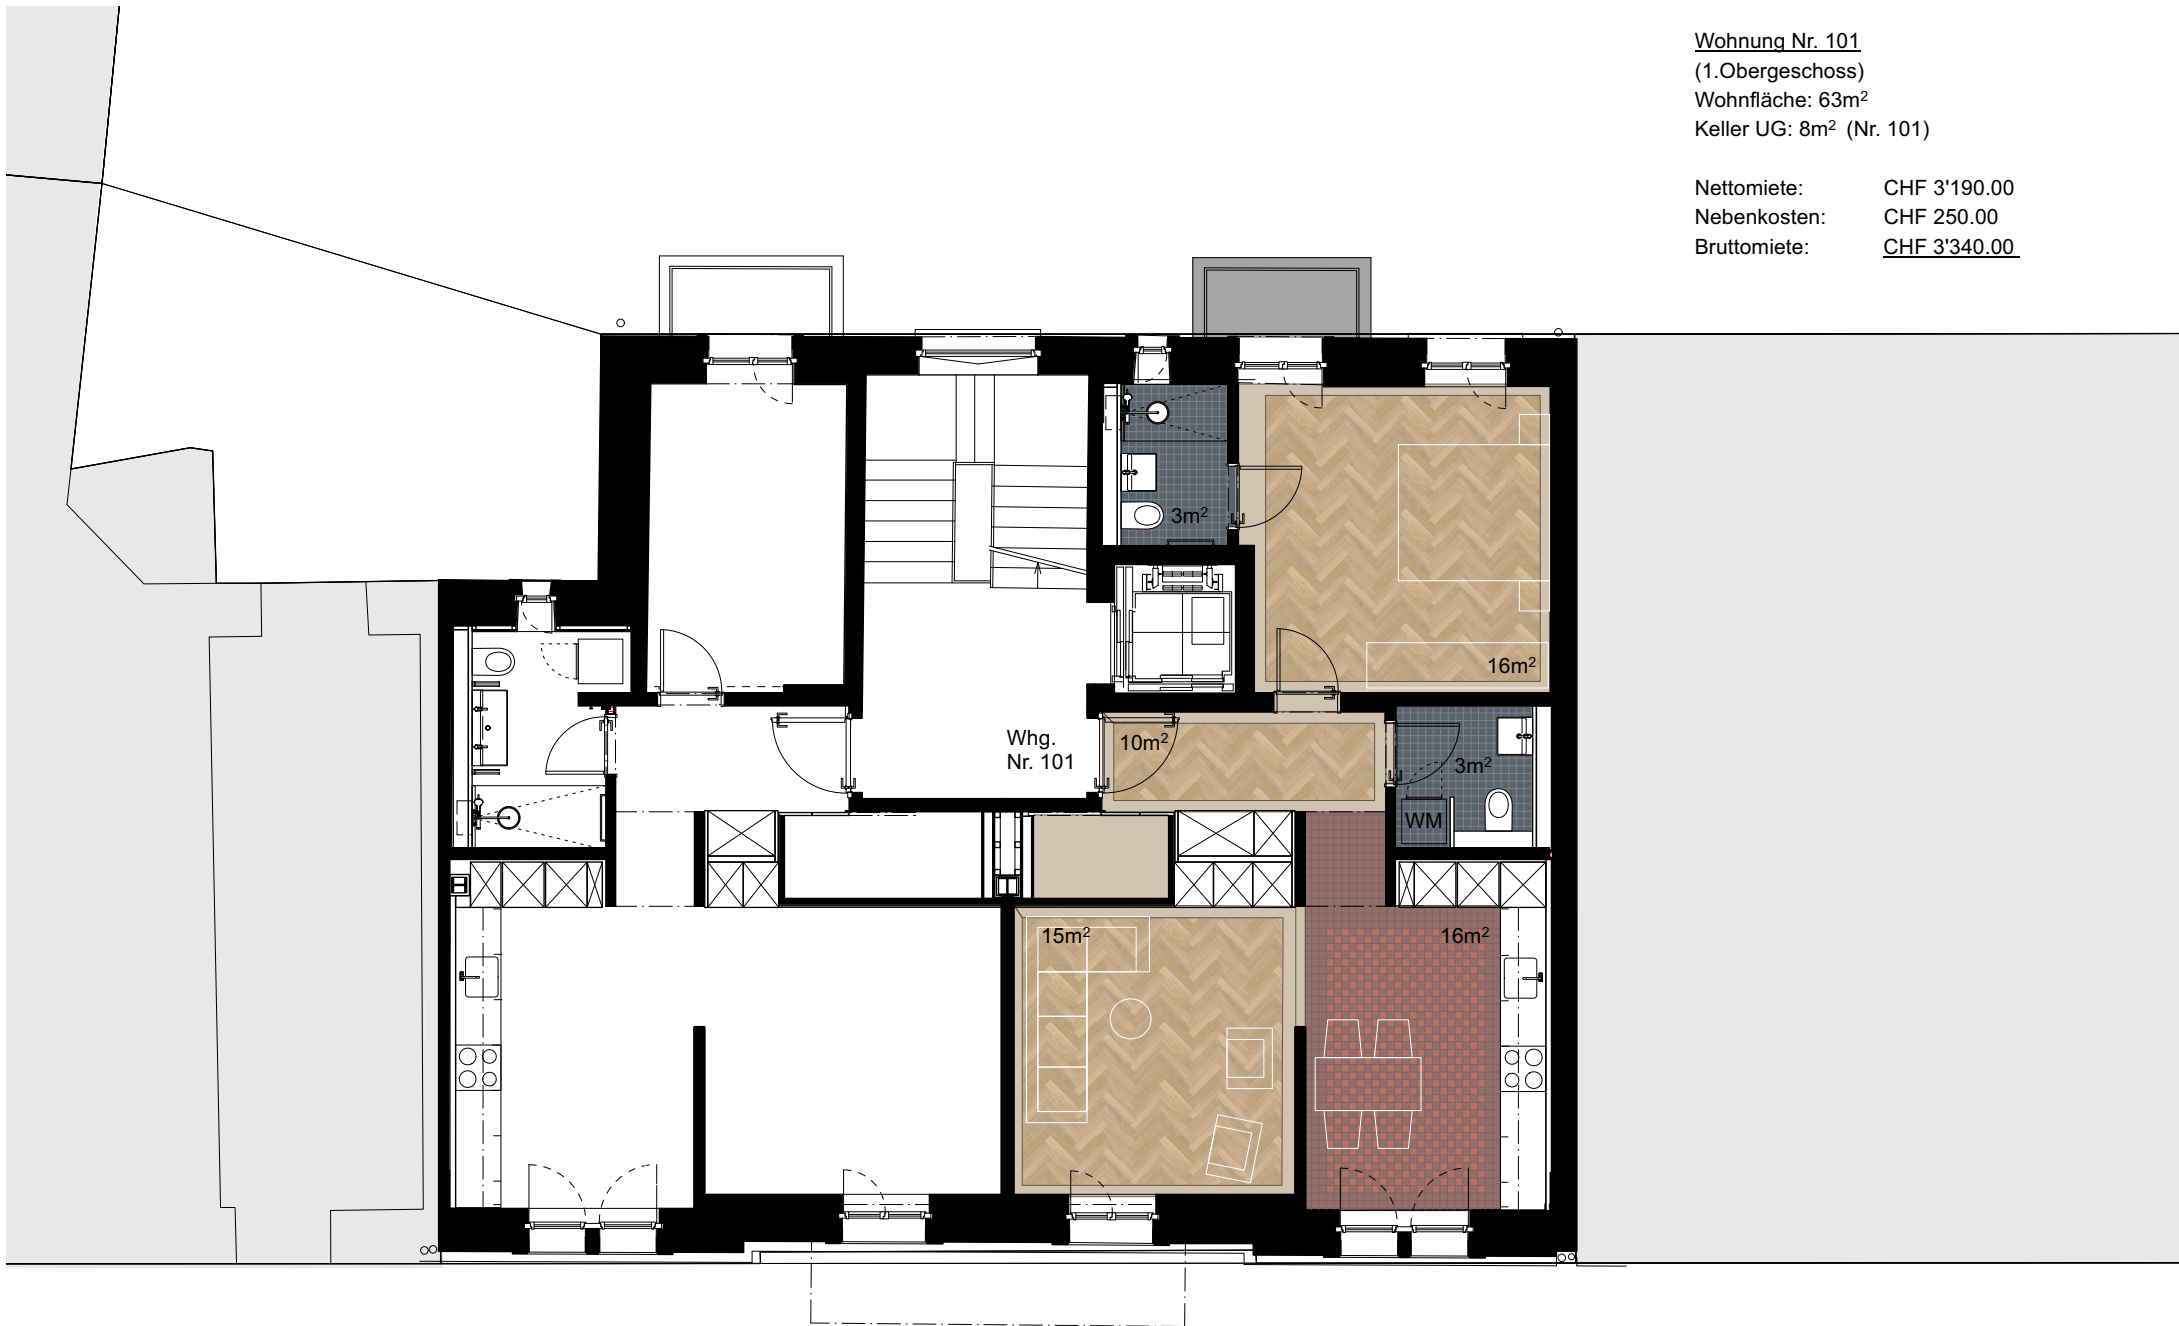 Wohnung Nr. 101
(1.Obergeschoss)
Wohnfläche: 63m²
Keller UG: 8m² (Nr. 101)
Nettomiete: CHF 3'190.00
Nebenkosten: CHF 250.00
Bruttomiete: CHF 3'340.00
3m²
16m²
Whg.
Nr. 101
10m²
3m²
WM
15m²
16m²